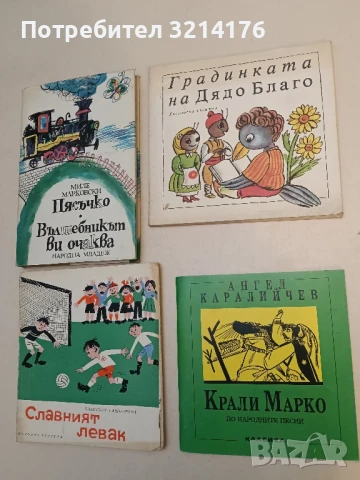 Потребител 3214176
МИЛЕ МАРКОВСКИ
Пясъчко
Вълшебникът
ви очаква
НАРОДНА МЛАДЕЖ
Градинката
на Дядо Благо
Славният
левак
АНГЕЛ
КАРАЛИЙЧЕВ
КРАЛИ МАРКО
ПО НАРОДНИТЕ ПЕСНИ
BAZAR